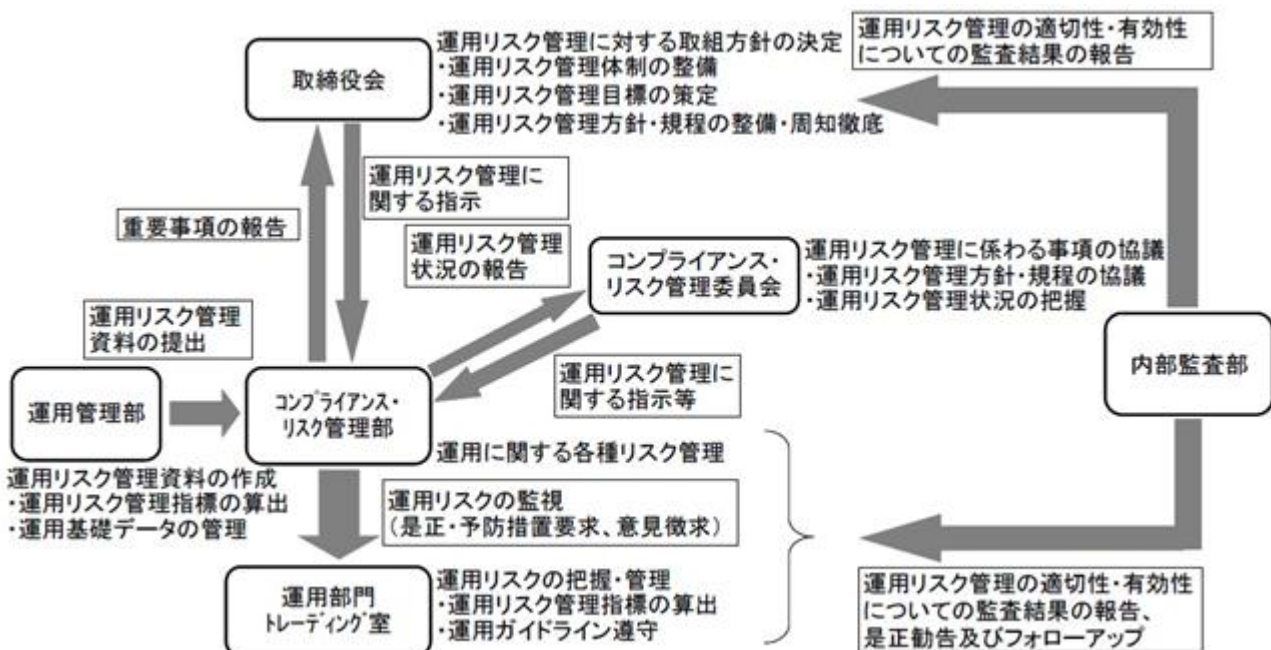 取締役会
運用リスク管理に対する取組方針の決定
・運用リスク管理体制の整備
・運用リスク管理目標の策定
・運用リスク管理方針・規程の整備・周知徹底
運用リスク管理の適切性・有効性
についての監査結果の報告
重要事項の報告
運用リスク管理に
関する指示
運用リスク管理
状況の報告
コンプライアンス・
リスク管理委員会
運用リスク管理に係わる事項の協議
・運用リスク管理方針・規程の協議
・運用リスク管理状況の把握
運用リスク管理
資料の提出
運用リスク管理に
関する指示等
内部監査部
運用管理部
コンプライアンス・
リスク管理部
運用に関する各種リスク管理
運用リスク管理資料の作成
・運用リスク管理指標の算出
・運用基礎データの管理
運用リスクの監視
(是正・予防措置要求、意見徴求)
運用部門
トレーディング室
運用リスクの把握・管理
・運用リスク管理指標の算出
・運用ガイドライン遵守
運用リスク管理の適切性・有効性
についての監査結果の報告、
是正勧告及びフォローアップ